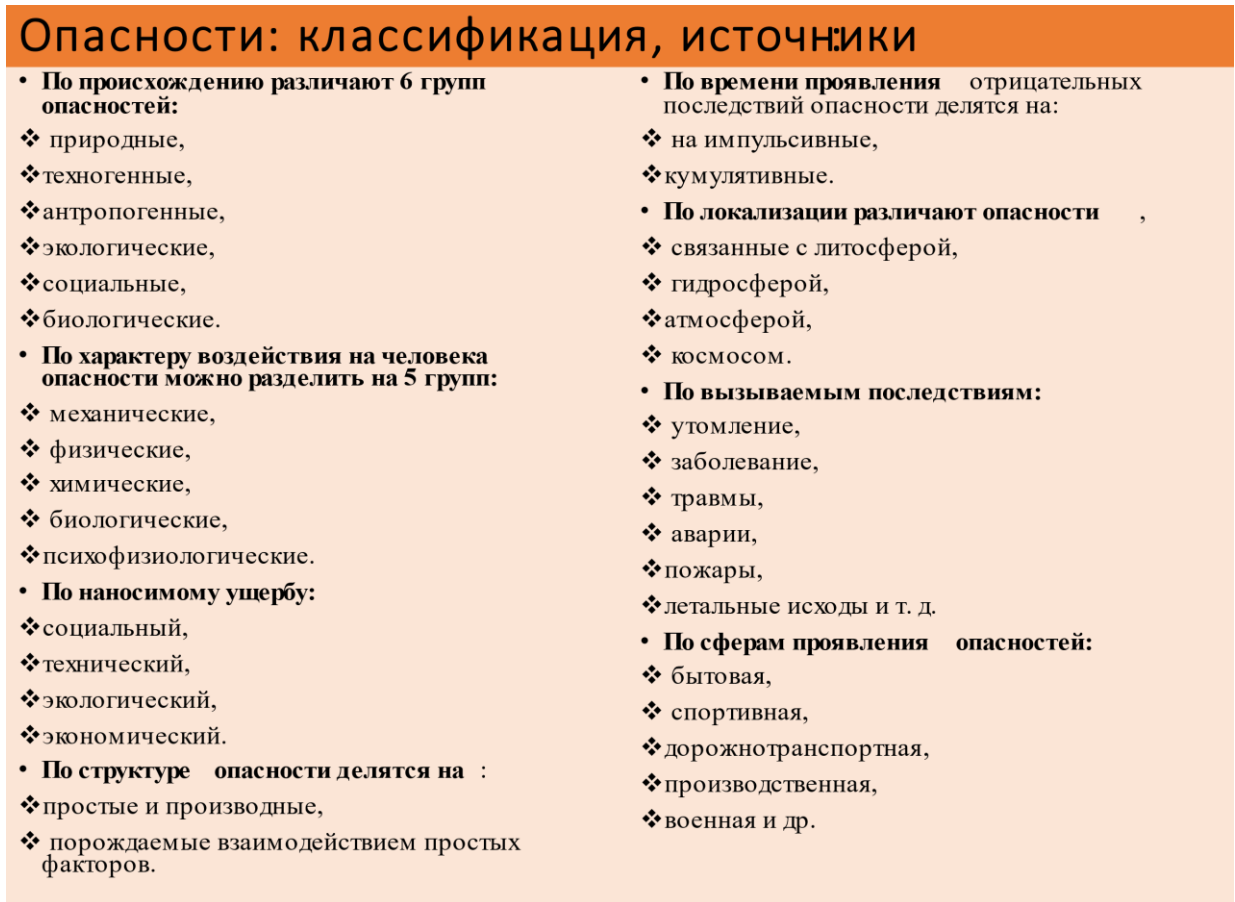 Опасности: классификация, источники
• По происхождению различают 6 групп
опасностей:
❖ природные,
❖техногенные,
❖антропогенные,
❖экологические,
❖социальные,
❖биологические.
• По характеру воздействия на человека
опасности можно разделить на 5 групп:
❖ механические,
❖ физические,
❖ химические,
❖ биологические,
❖психофизиологические.
• По наносимому ущербу:
❖социальный,
❖технический,
❖экологический,
❖экономический.
• По структуре опасности делятся на :
❖простые и производные,
❖ порождаемые взаимодействием простых
факторов.
• По времени проявления отрицательных
последствий опасности делятся на:
❖ на импульсивные,
❖кумулятивные.
• По локализации различают опасности ,
❖ связанные с литосферой,
❖ гидросферой,
❖атмосферой,
❖ космосом.
• По вызываемым последствиям:
❖ утомление,
❖ заболевание,
❖ травмы,
❖ аварии,
❖пожары,
❖летальные исходы и т. д.
• По сферам проявления опасностей:
❖ бытовая,
❖ спортивная,
❖дорожнотранспортная,
❖производственная,
❖военная и др.